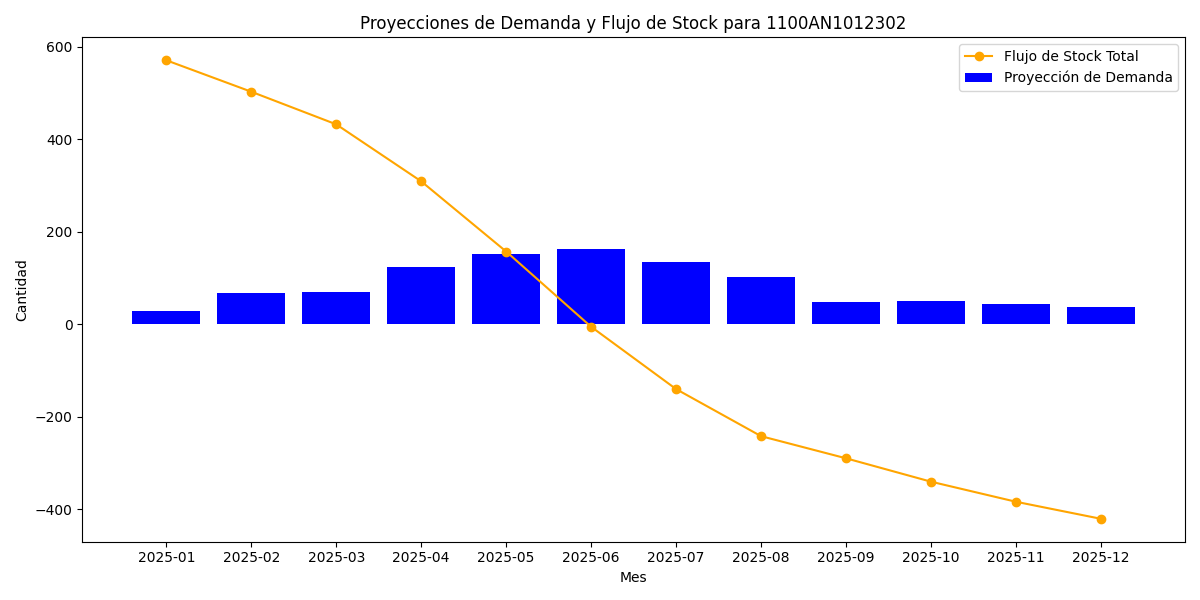 Proyecciones de Demanda y Flujo de Stock para 1100AN1012302
Flujo de Stock Total
Proyección de Demanda
Cantidad
600
400
200
0
−200
−400
2025-01 2025-02 2025-03 2025-04 2025-05 2025-06 2025-07 2025-08 2025-09 2025-10 2025-11 2025-12
Mes